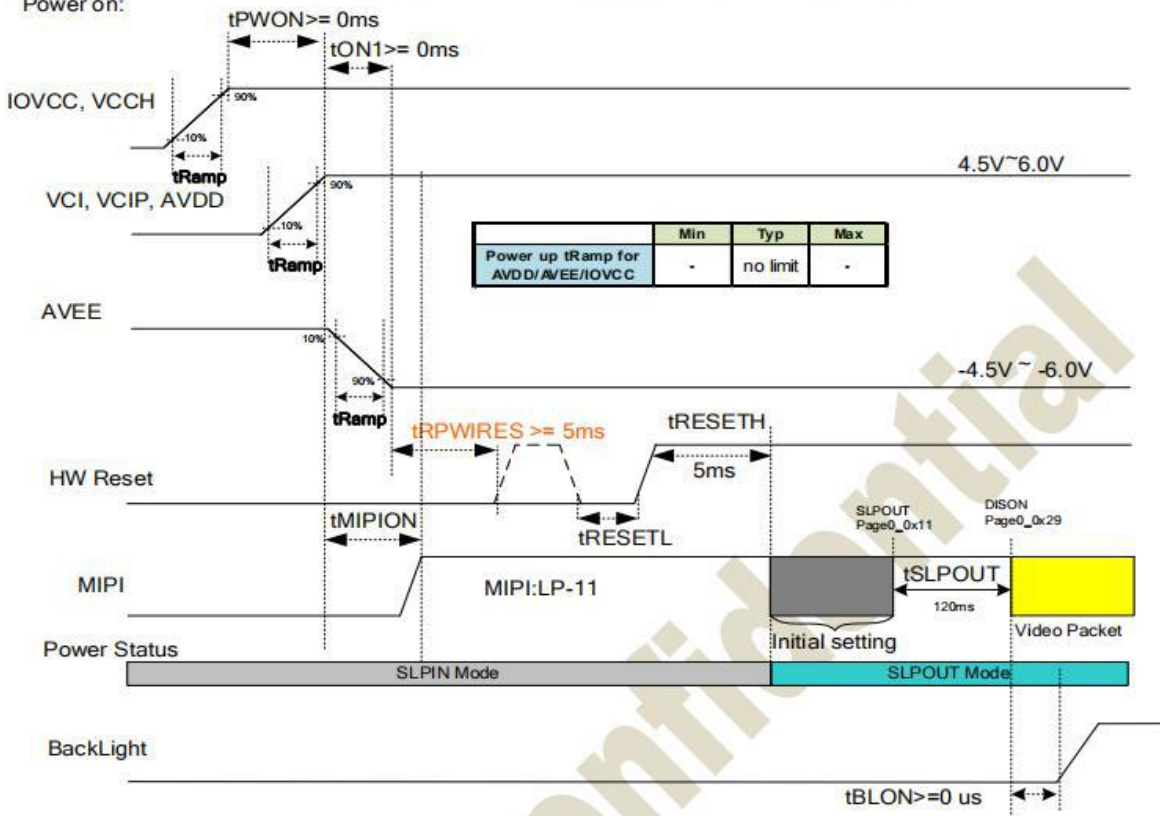 Power on:
tPWON>= 0ms
tON1>= 0ms
IOVCC, VCCH
90%
10%
tRamp
4.5V~6.0V
VCI, VCIP, AVDD
90%
10%
tRamp
Min Typ Max
Power up tRamp for AVDD/AVEE/IOVCC - no limit -
AVEE
10%
90%
tRamp
-4.5V ~ -6.0V
tRPWIRES >= 5ms
tRESETH
5ms
HW Reset
tRESETL
tMIPION
SLPOUT
Page0_0x11
DISON
Page0_0x29
MIPI
MIPI:LP-11
tSLPOUT
120ms
Initial setting
Video Packet
Power Status
SLPIN Mode
SLPOUT Mode
BackLight
tBLON>=0 us
Confidential